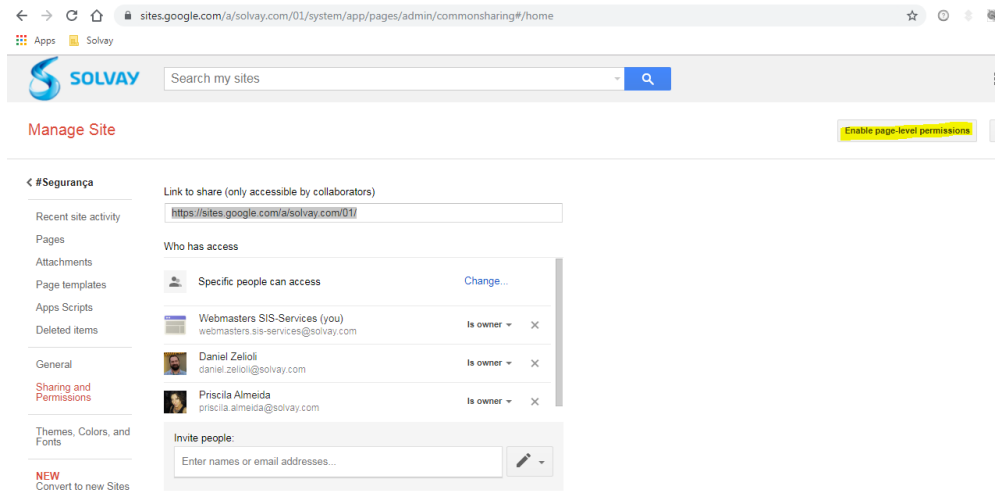 sites.google.com/a/solvay.com/01/system/app/pages/admin/commonsharing#/home
Apps Solvay
SOLVAY
Search my sites
Manage Site
Enable page-level permissions
#Segurança
Link to share (only accessible by collaborators)
https://sites.google.com/a/solvay.com/01/
Recent site activity
Pages
Who has access
Attachments
Page templates
Specific people can access Change...
Apps Scripts
Deleted items
Webmasters SIS-Services (you)
webmasters.sis-services@solvay.com
Is owner
General
Daniel Zelioli
daniel.zelioli@solvay.com
Is owner
Sharing and
Permissions
Priscila Almeida
priscila.almeida@solvay.com
Is owner
Themes, Colors, and
Fonts
Invite people:
Enter names or email addresses...
NEW
Convert to new Sites